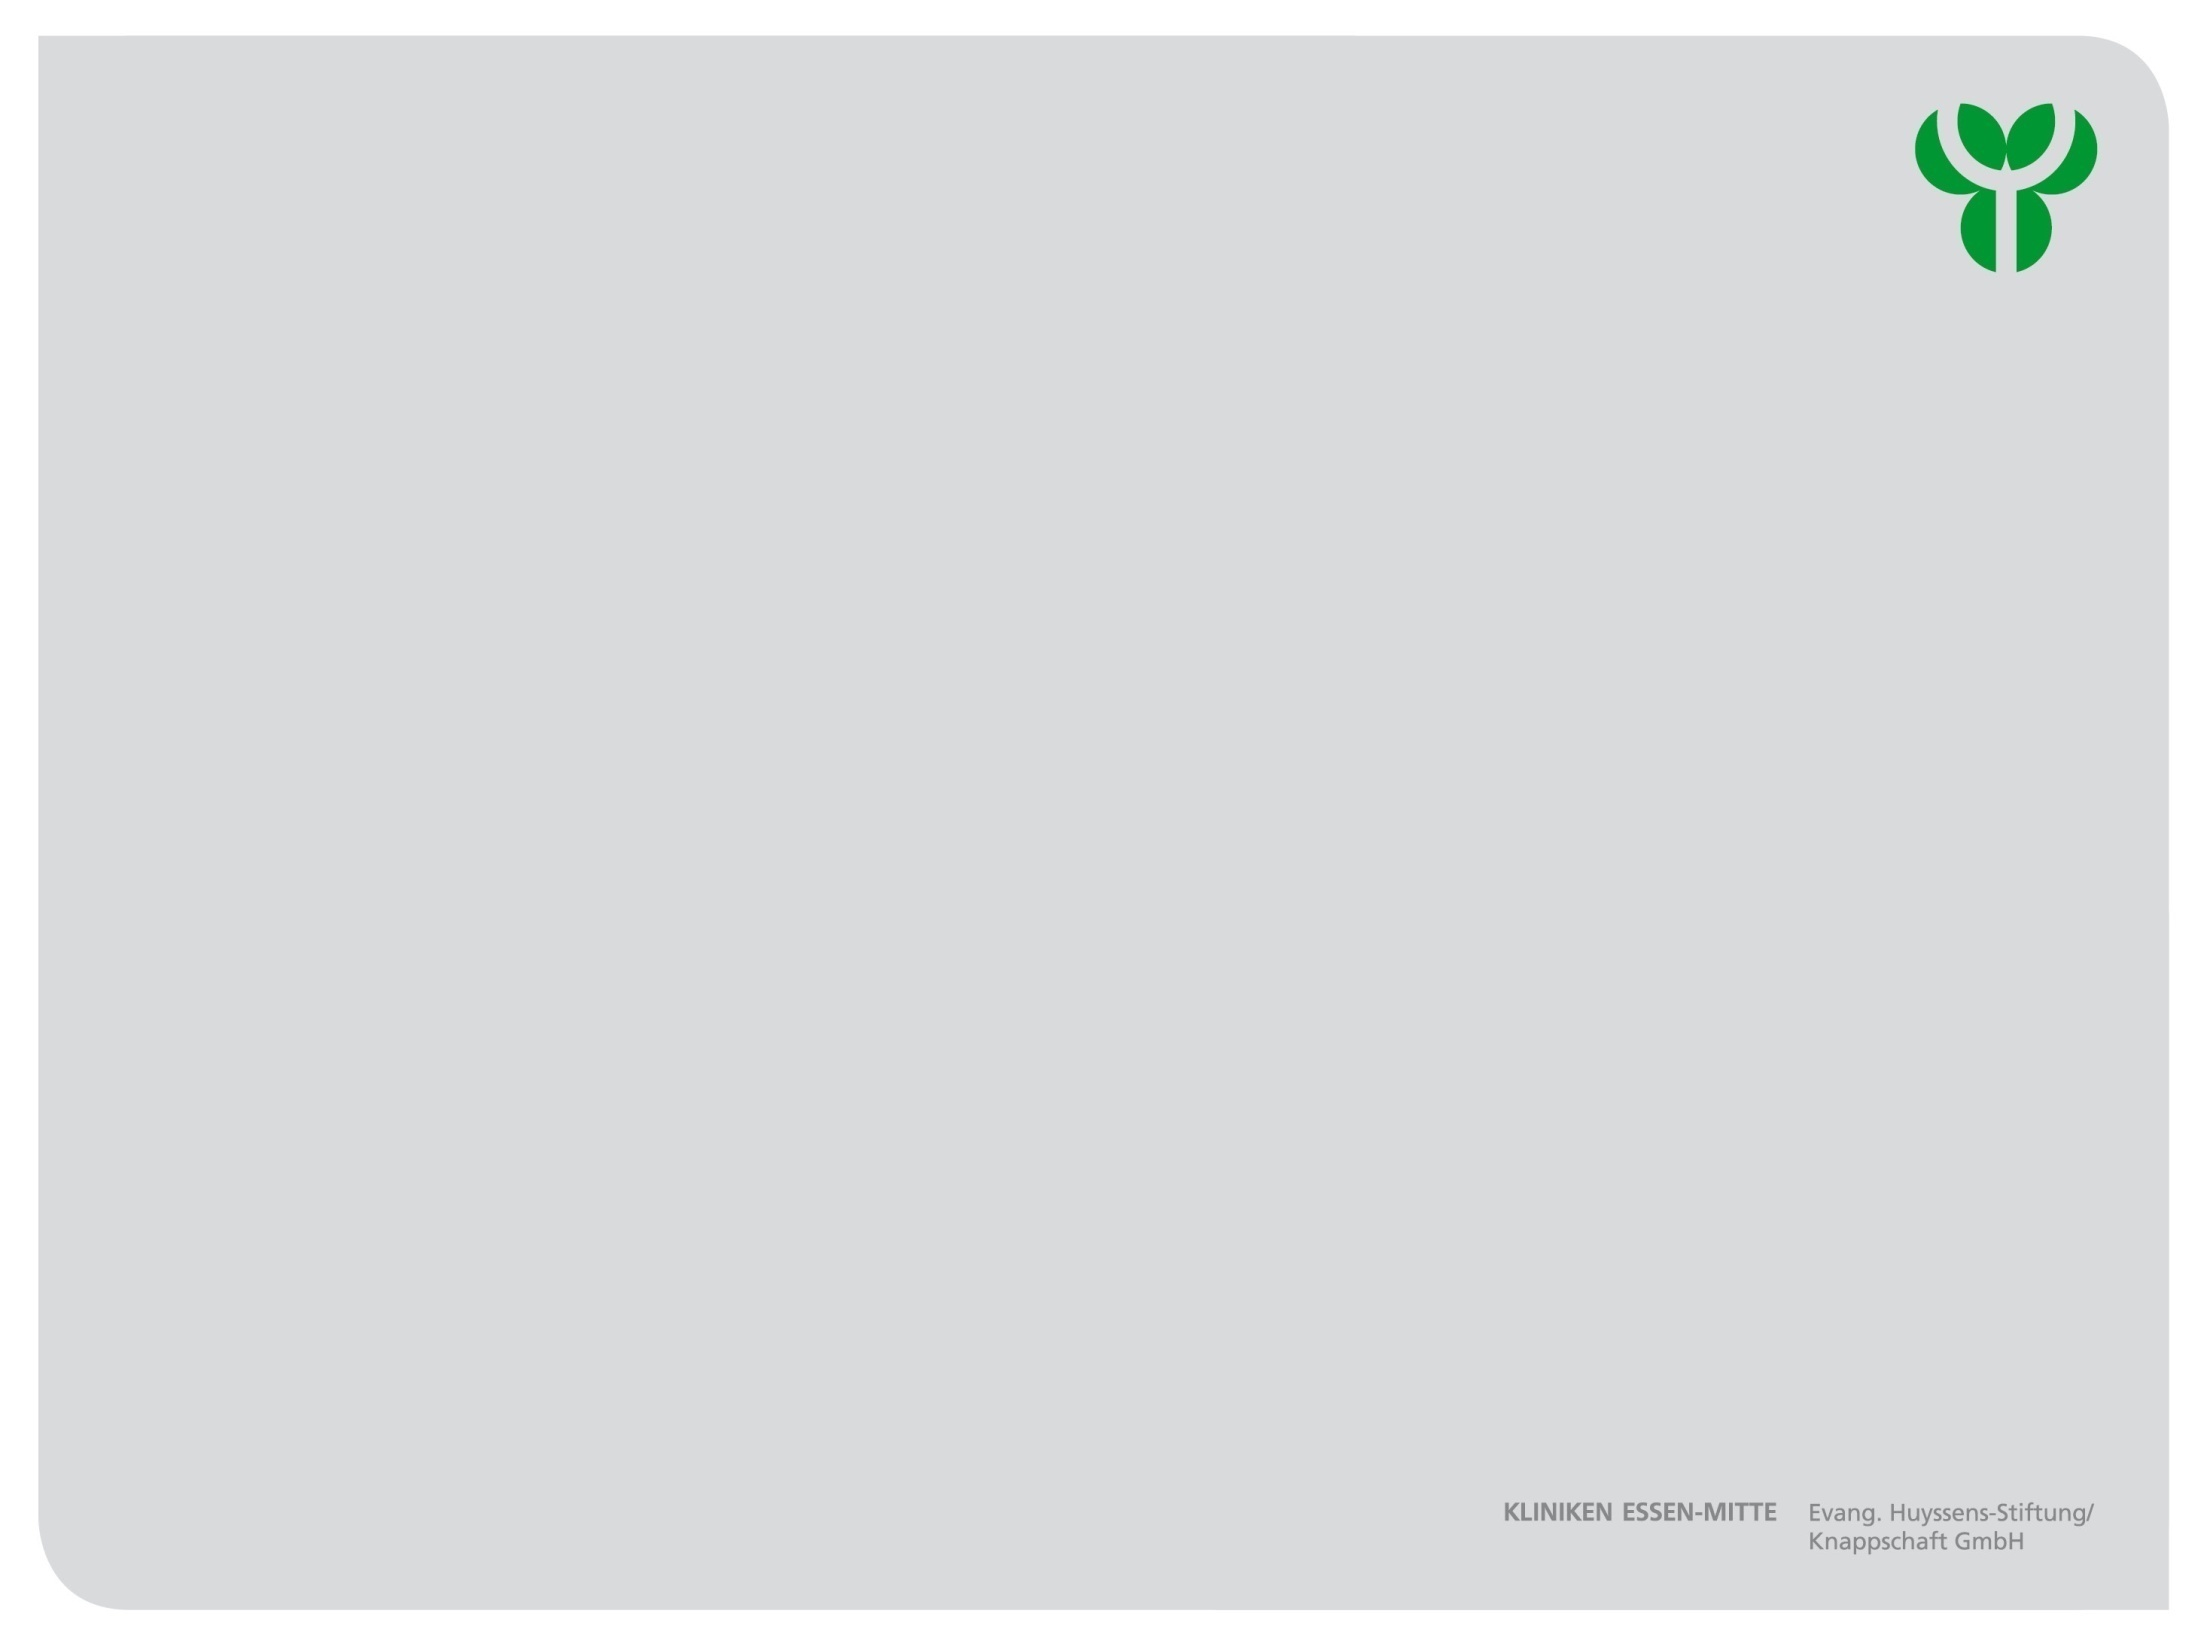 KLINIKEN ESSEN-MITTE Evang. Huyssens-Stiftung/
Knappschaft GmbH